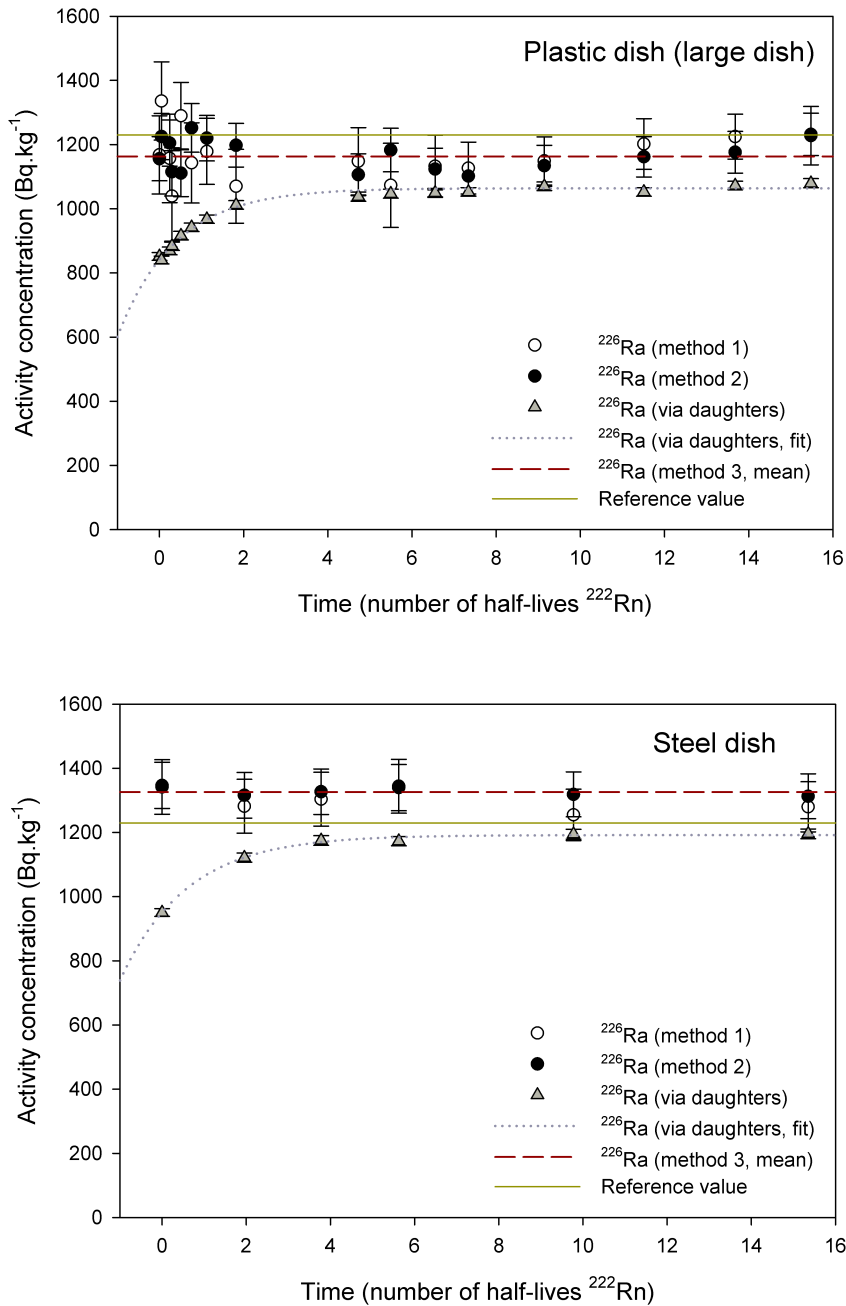 Plastic dish (large dish)
Activity concentration (Bq.kg⁻¹)
1600
1400
1200
1000
800
600
400
200
0
²²⁶Ra (method 1)
²²⁶Ra (method 2)
²²⁶Ra (via daughters)
²²⁶Ra (via daughters, fit)
²²⁶Ra (method 3, mean)
Reference value
0 2 4 6 8 10 12 14 16
Time (number of half-lives ²²²Rn)
Steel dish
Activity concentration (Bq.kg⁻¹)
1600
1400
1200
1000
800
600
400
200
0
²²⁶Ra (method 1)
²²⁶Ra (method 2)
²²⁶Ra (via daughters)
²²⁶Ra (via daughters, fit)
²²⁶Ra (method 3, mean)
Reference value
0 2 4 6 8 10 12 14 16
Time (number of half-lives ²²²Rn)